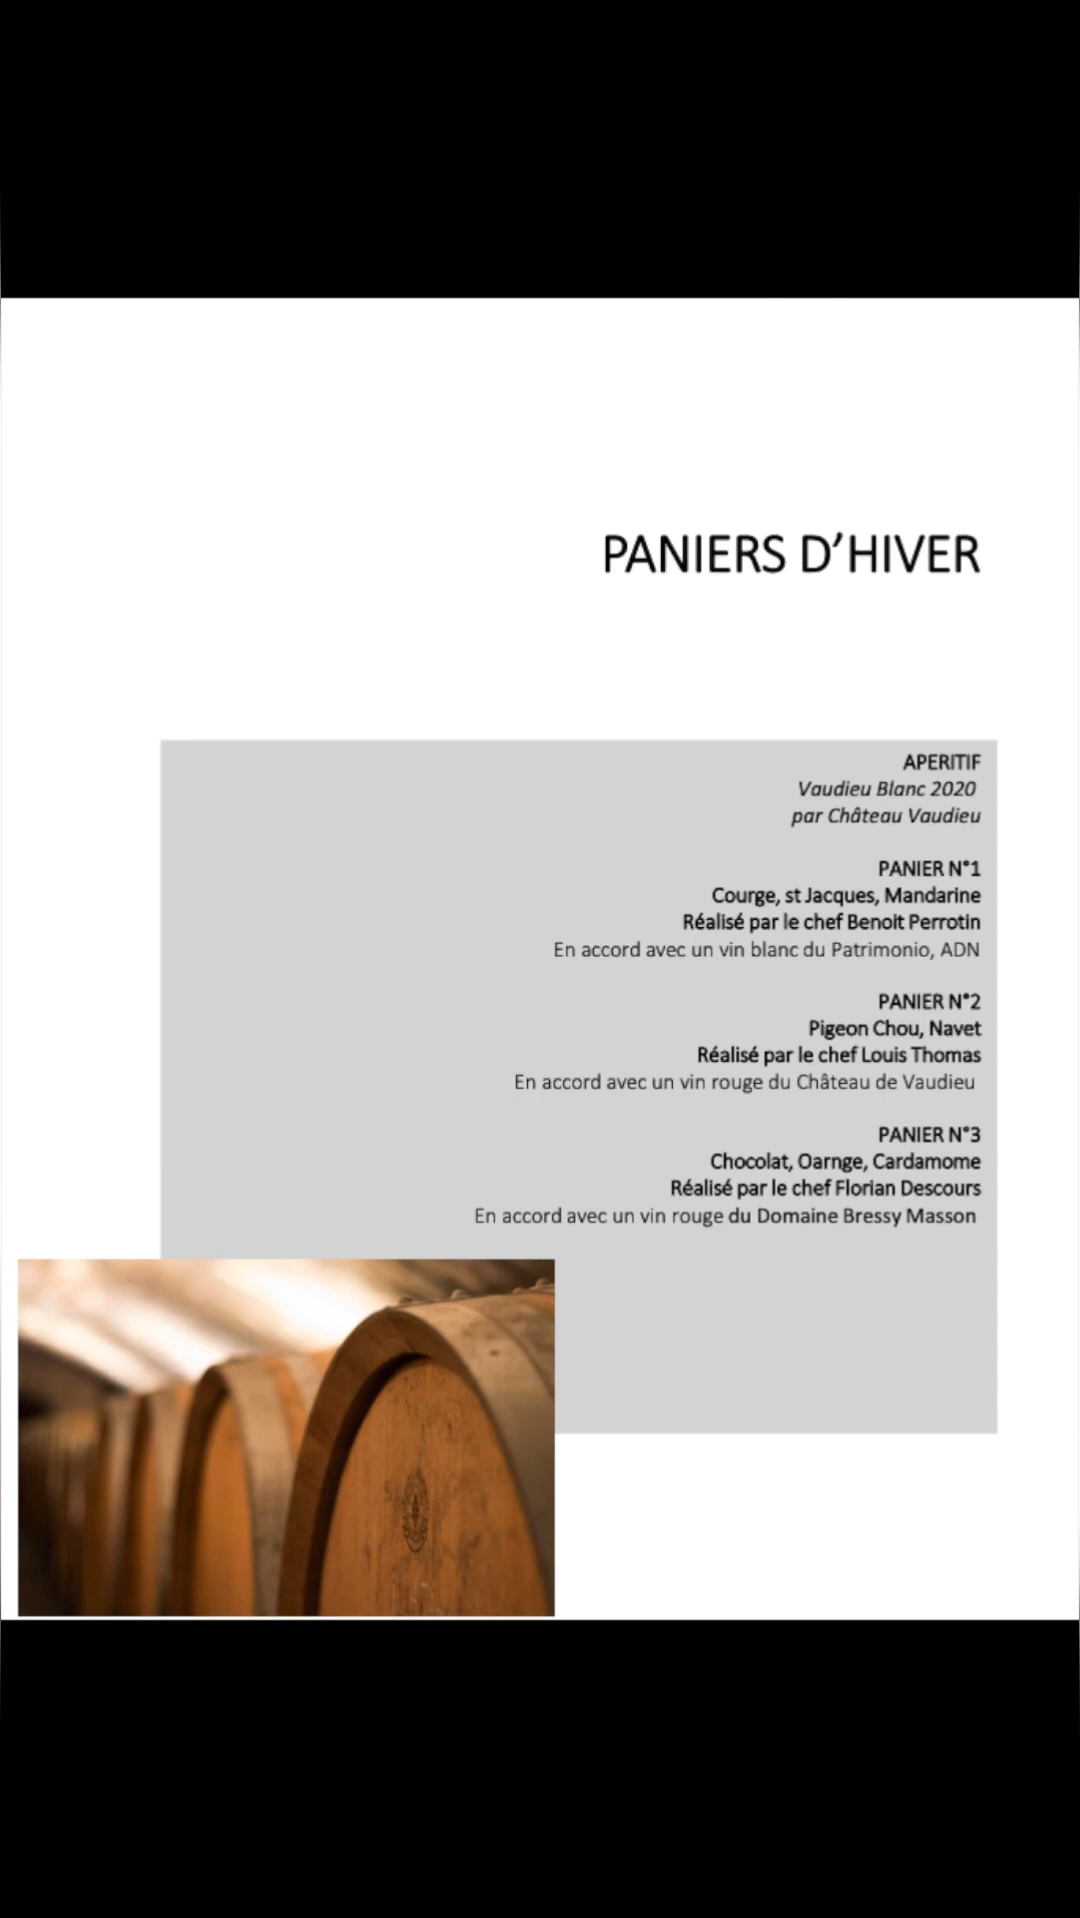 PANIERS D’HIVER
APERITIF
Vaudieu Blanc 2020
par Château Vaudieu
PANIER N°1
Courge, st Jacques, Mandarine
Réalisé par le chef Benoit Perrotin
En accord avec un vin blanc du Patrimonio, ADN
PANIER N°2
Pigeon Chou, Navet
Réalisé par le chef Louis Thomas
En accord avec un vin rouge du Château de Vaudieu
PANIER N°3
Chocolat, Oarnge, Cardamome
Réalisé par le chef Florian Descours
En accord avec un vin rouge du Domaine Bressy Masson